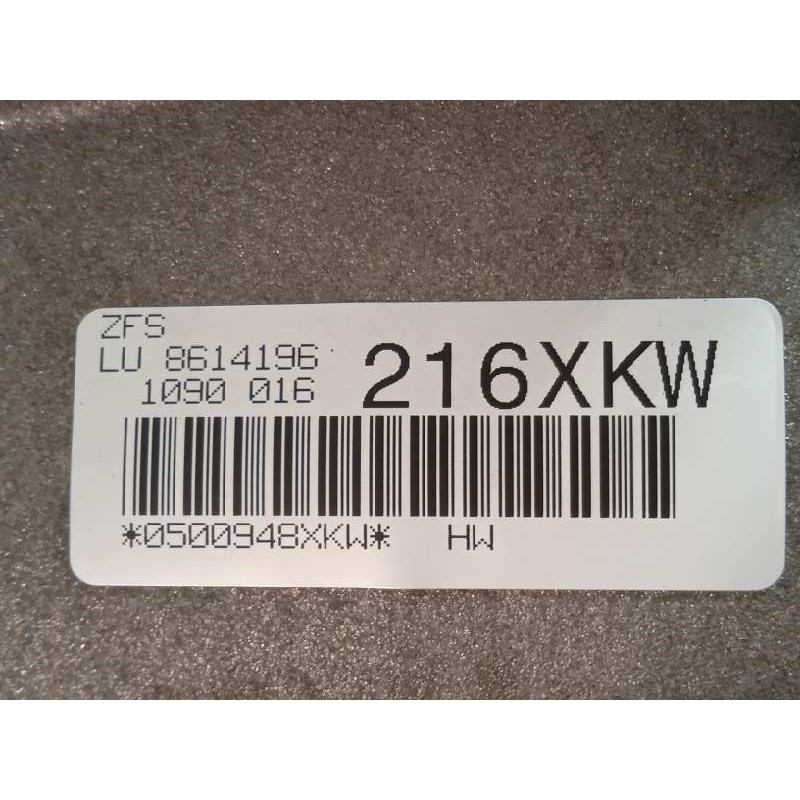 ZFS
LU 8614196
1090 016
216XKW
*0500948XKW* HW